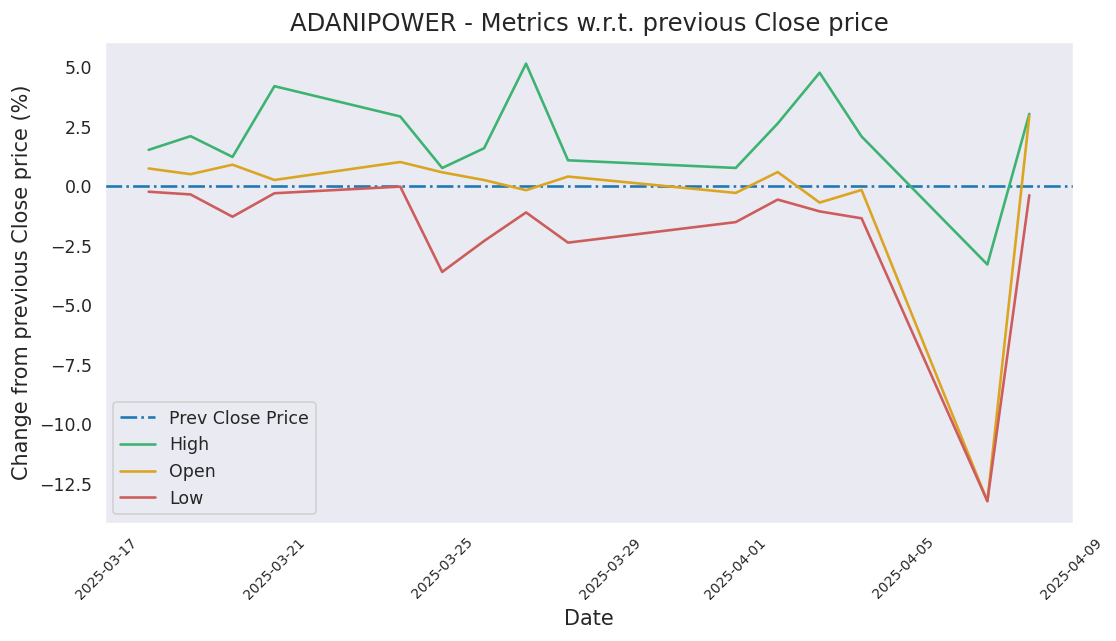 ADANIPOWER - Metrics w.r.t. previous Close price
Change from previous Close price (%)
5.0
2.5
0.0
−2.5
−5.0
−7.5
−10.0
−12.5
Prev Close Price
High
Open
Low
2025-03-17
2025-03-21
2025-03-25
2025-03-29
2025-04-01
2025-04-05
2025-04-09
Date